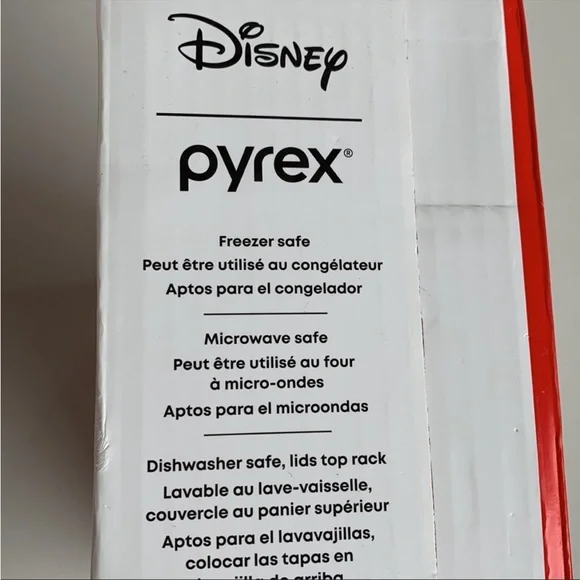 Disney
pyrex®
Freezer safe
Peut être utilisé au congélateur
Aptos para el congelador
Microwave safe
Peut être utilisé au four
à micro-ondes
Aptos para el microondas
Dishwasher safe, lids top rack
Lavable au lave-vaisselle,
couvercle au panier supérieur
Aptos para el lavavajillas,
colocar las tapas en
de arriba